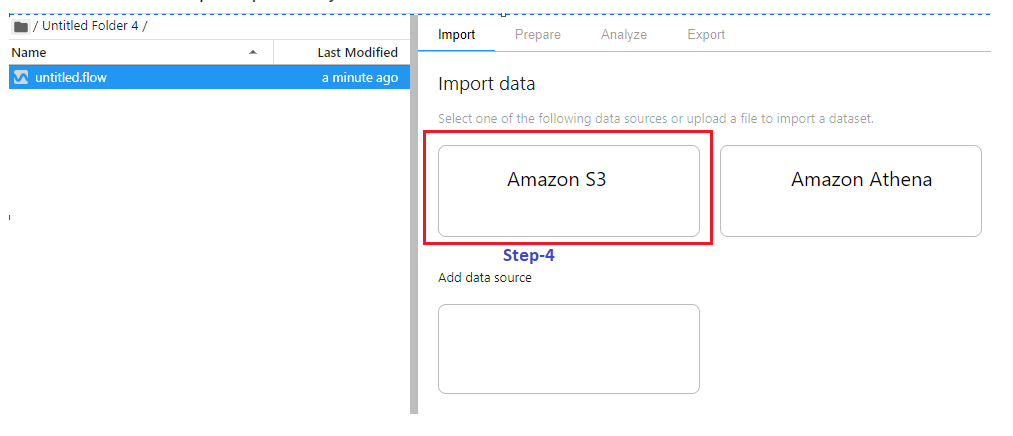 / Untitled Folder 4 /
Name Last Modified
untitled.flow a minute ago
Import Prepare Analyze Export
Import data
Select one of the following data sources or upload a file to import a dataset.
Amazon S3 Amazon Athena
Step-4
Add data source